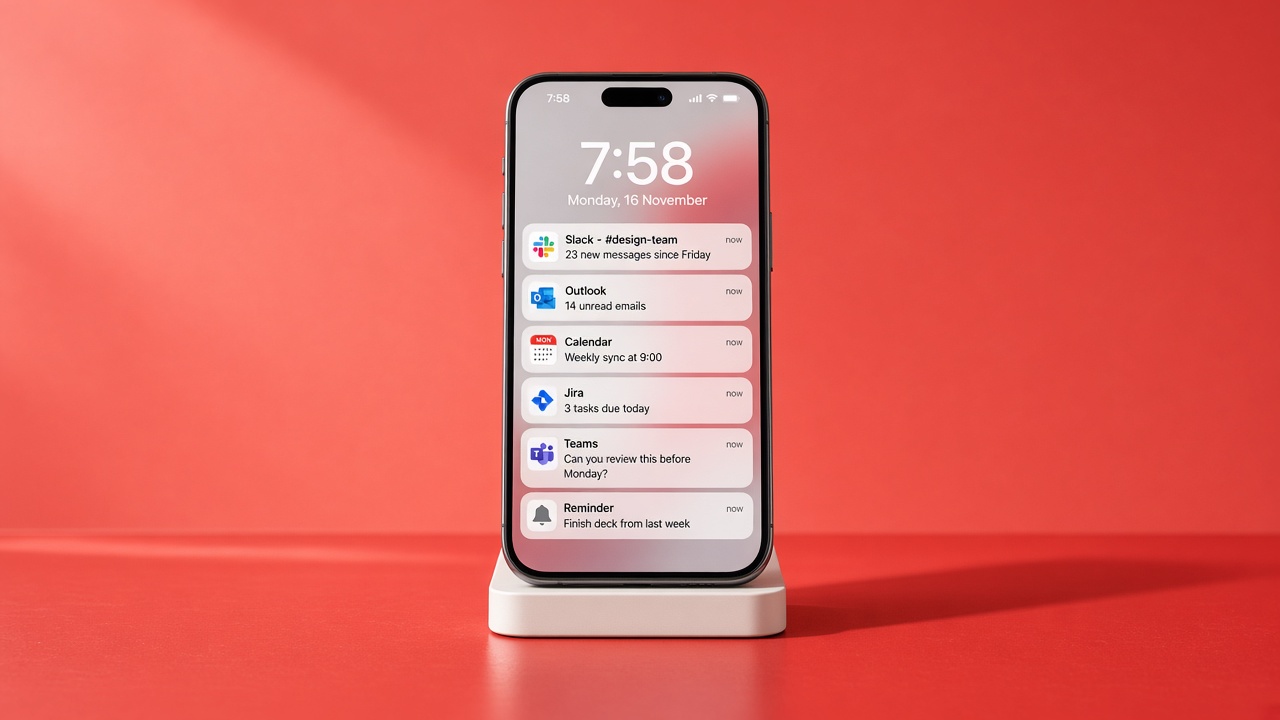 7:58
7:58
Monday, 16 November
Slack - #design-team now
23 new messages since Friday
Outlook now
14 unread emails
MON
Calendar now
Weekly sync at 9:00
Jira now
3 tasks due today
T
Teams now
Can you review this before
Monday?
Reminder now
Finish deck from last week